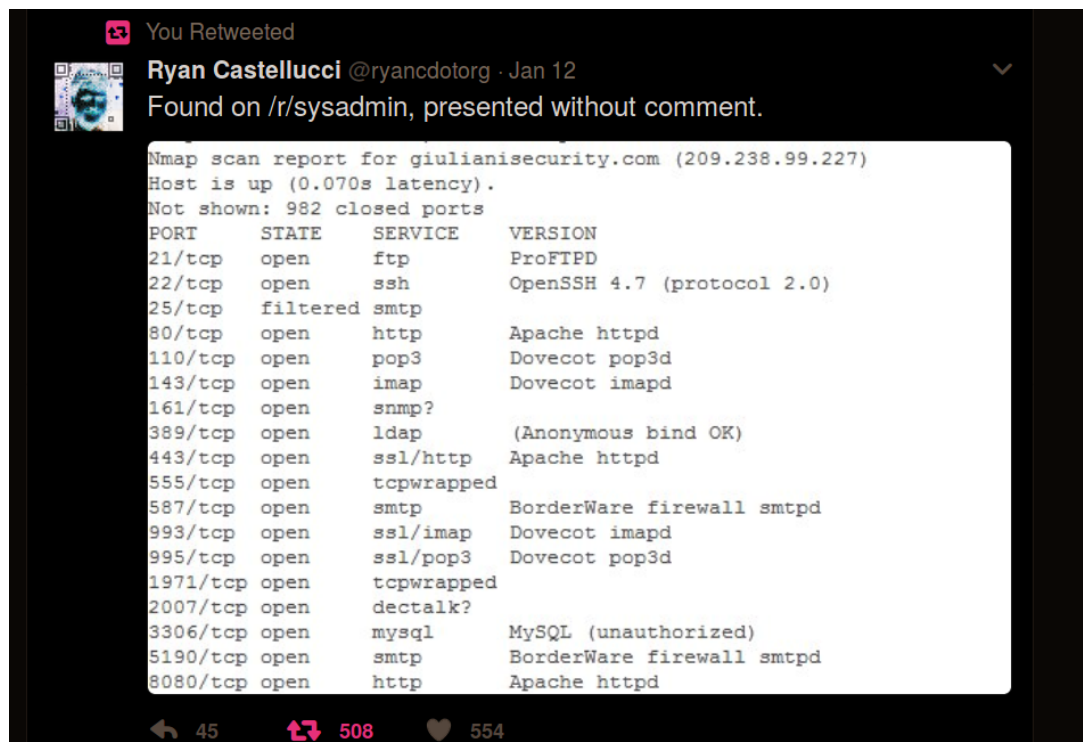 You Retweeted
Ryan Castellucci @ryancdotorg · Jan 12
Found on /r/sysadmin, presented without comment.
Nmap scan report for giulianisecurity.com (209.238.99.227)
Host is up (0.070s latency).
Not shown: 982 closed ports
PORT STATE SERVICE VERSION
21/tcp open ftp ProFTPD
22/tcp open ssh OpenSSH 4.7 (protocol 2.0)
25/tcp filtered smtp
80/tcp open http Apache httpd
110/tcp open pop3 Dovecot pop3d
143/tcp open imap Dovecot imapd
161/tcp open snmp?
389/tcp open ldap (Anonymous bind OK)
443/tcp open ssl/http Apache httpd
555/tcp open tcpwrapped
587/tcp open smtp BorderWare firewall smtpd
993/tcp open ssl/imap Dovecot imapd
995/tcp open ssl/pop3 Dovecot pop3d
1971/tcp open tcpwrapped
2007/tcp open dectalk?
3306/tcp open mysql MySQL (unauthorized)
5190/tcp open smtp BorderWare firewall smtpd
8080/tcp open http Apache httpd
45 508 554